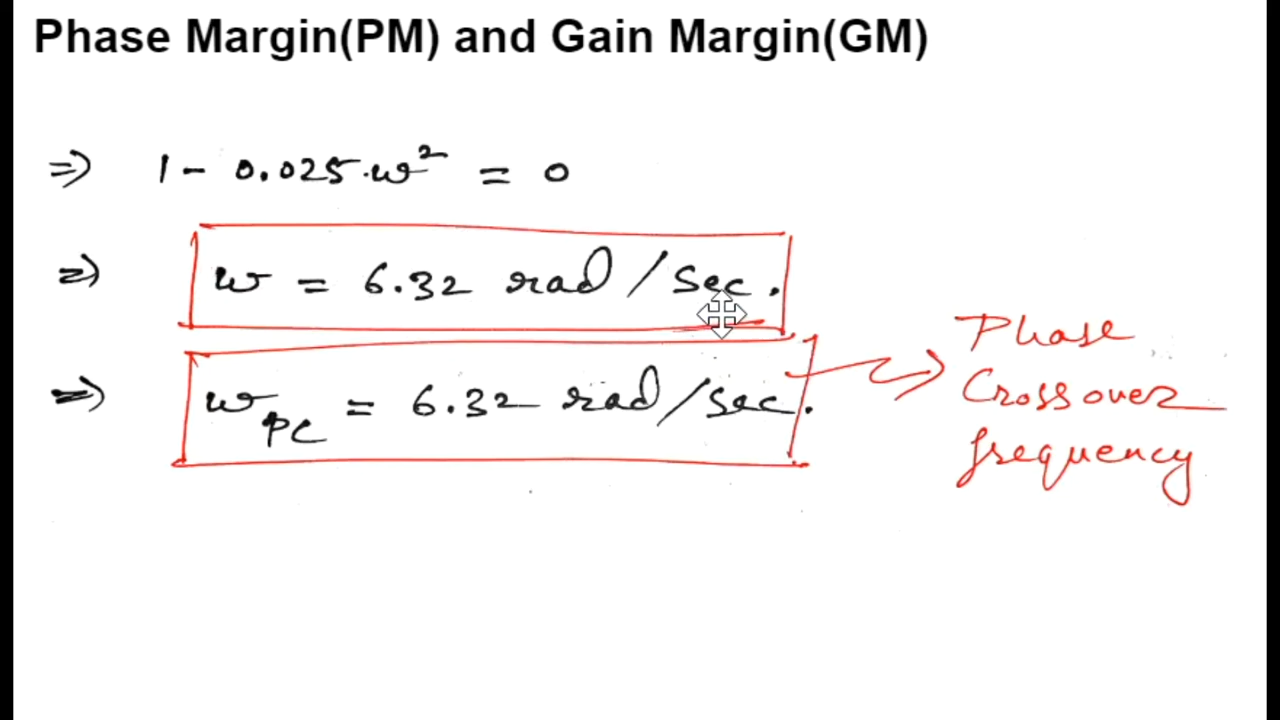 Phase Margin(PM) and Gain Margin(GM)
⇒ 1 - 0.025·ω² = 0
⇒ ω = 6.32 rad/sec.
⇒ ω_PC = 6.32 rad/sec.
Phase
Crossover
frequency